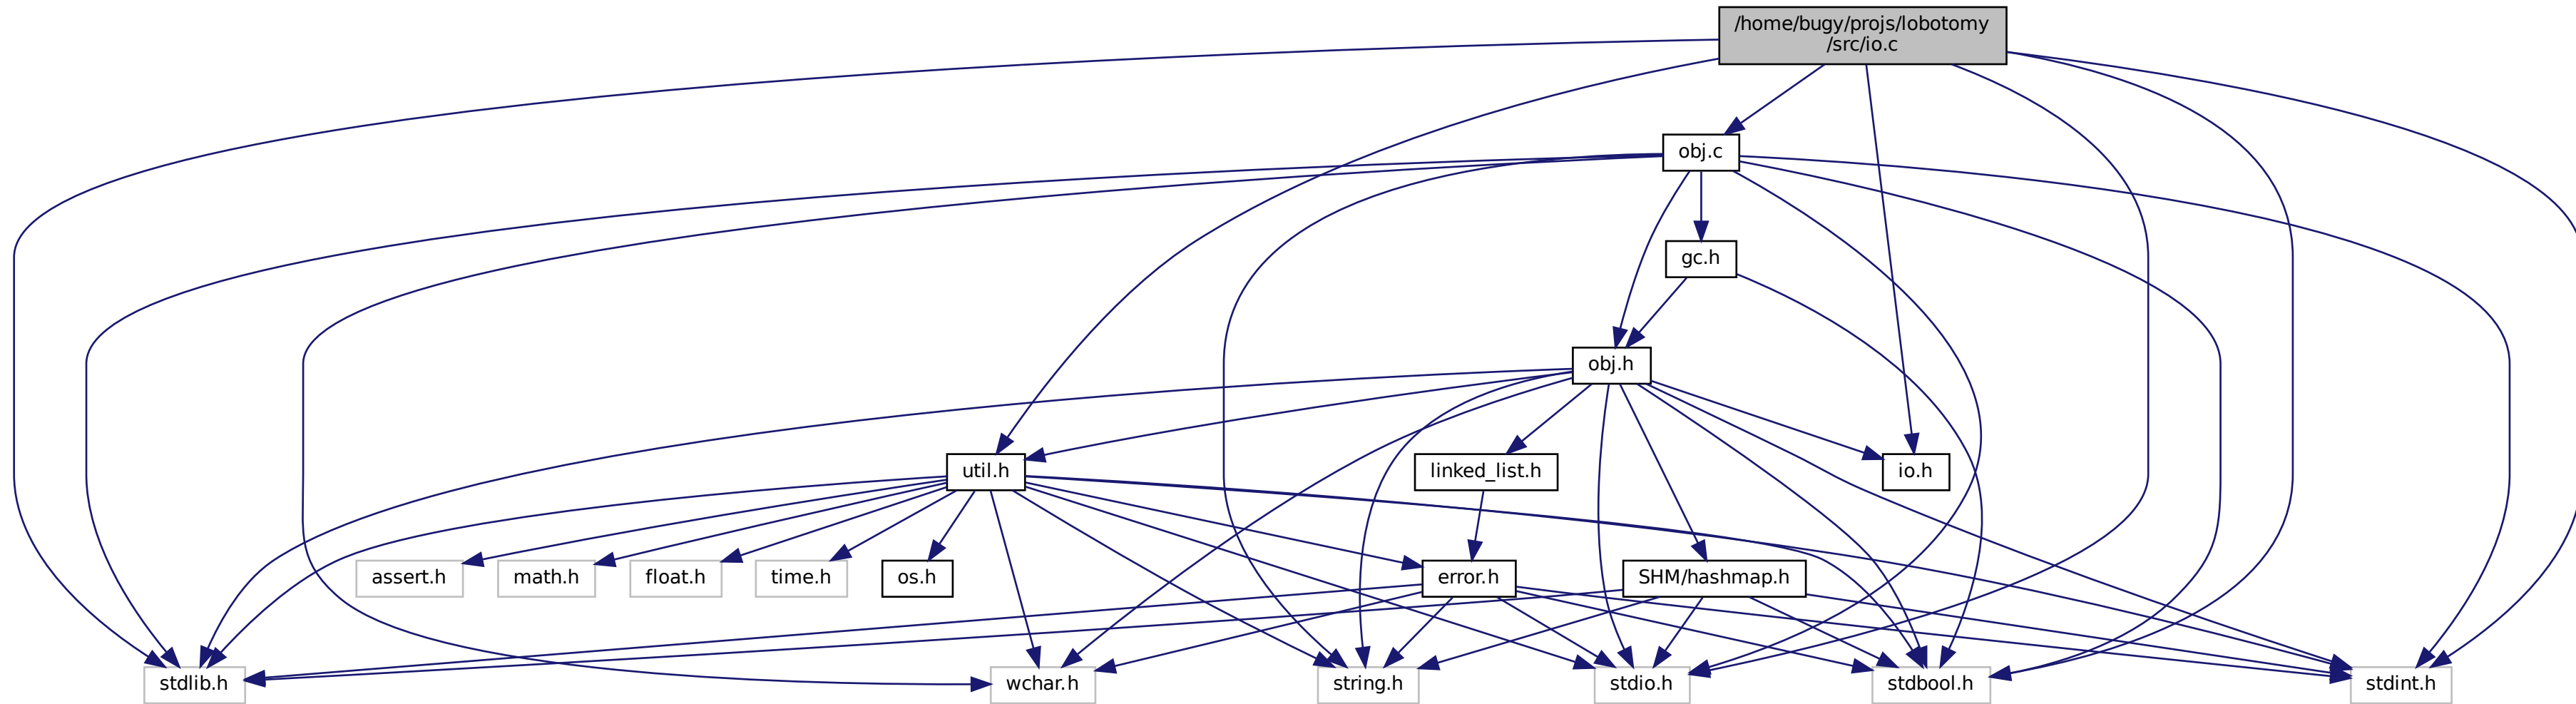 /home/bugy/projs/lobotomy
/src/io.c
obj.c
gc.h
obj.h
util.h
linked_list.h
io.h
assert.h
math.h
float.h
time.h
os.h
error.h
SHM/hashmap.h
stdlib.h
wchar.h
string.h
stdio.h
stdbool.h
stdint.h